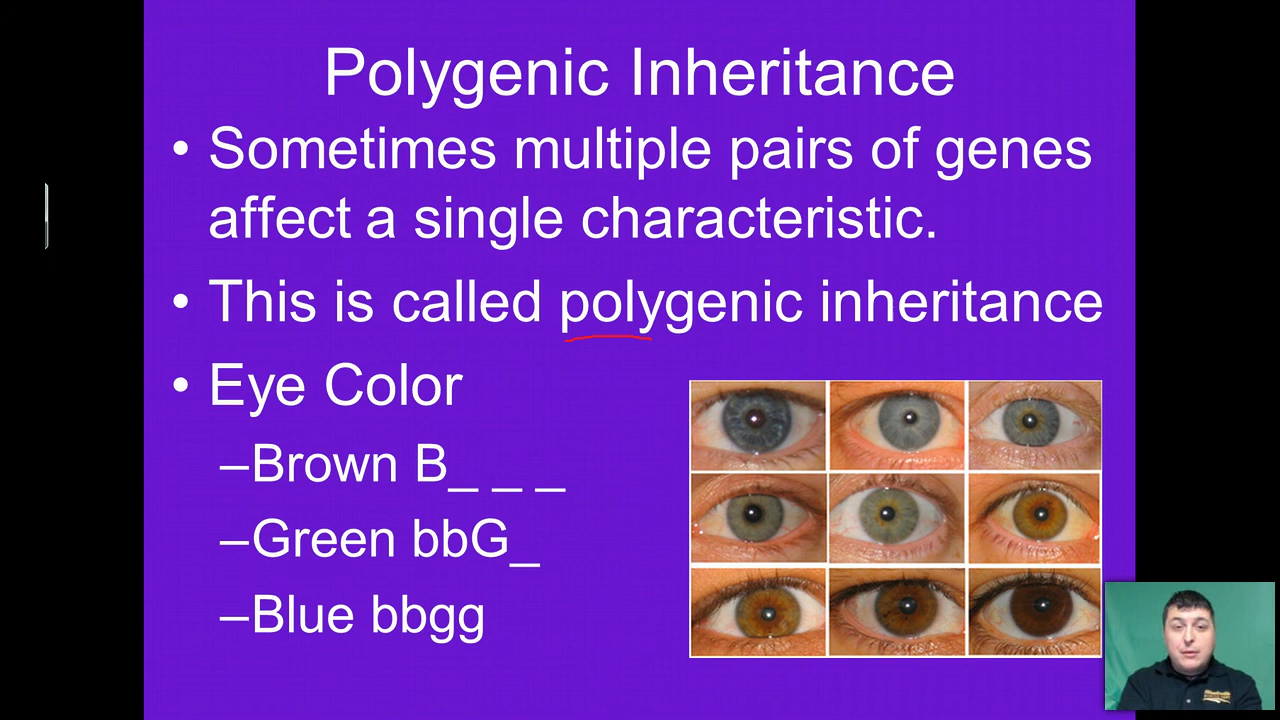 Polygenic Inheritance
• Sometimes multiple pairs of genes
affect a single characteristic.
• This is called polygenic inheritance
• Eye Color
–Brown B_ _ _
–Green bbG_
–Blue bbgg